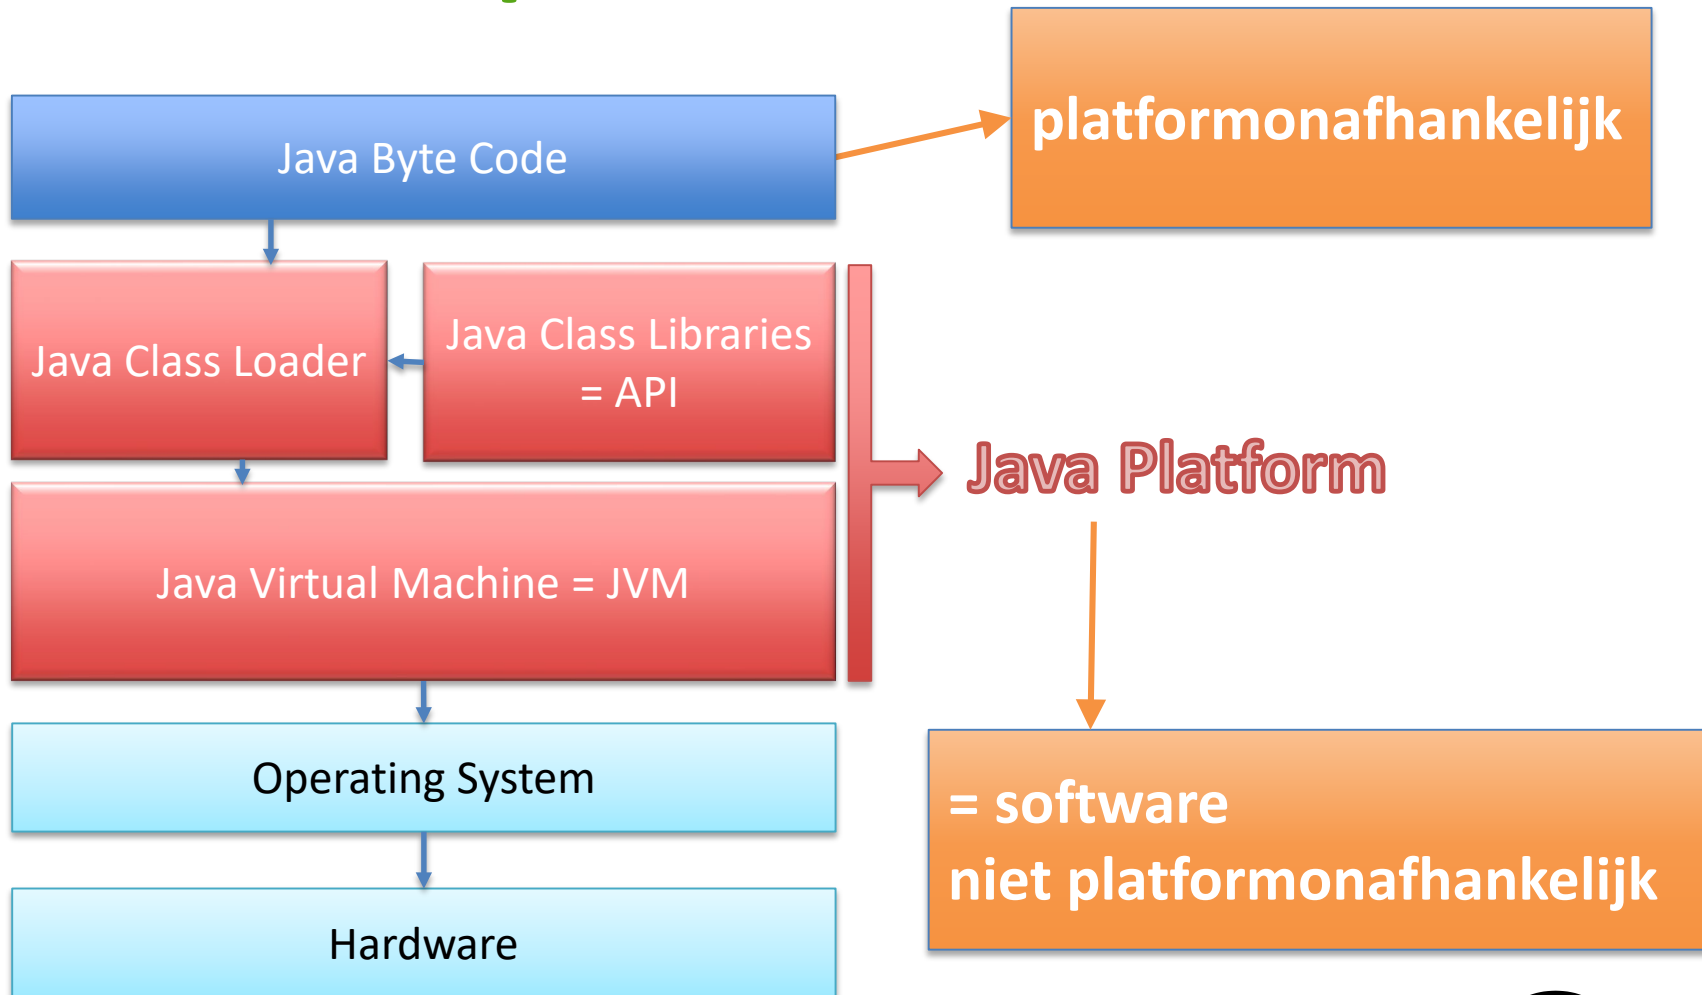 Java Byte Code
platformonafhankelijk
Java Class Loader
Java Class Libraries
= API
Java Platform
Java Virtual Machine = JVM
Operating System
= software
niet platformonafhankelijk
Hardware